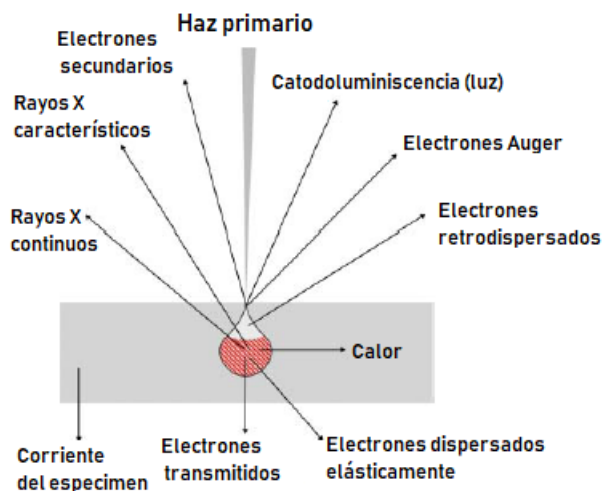 Haz primario
Electrones
secundarios
Catodoluminiscencia (luz)
Rayos X
característicos
Electrones Auger
Rayos X
continuos
Electrones
retrodispersados
Calor
Corriente
del especimen
Electrones
transmitidos
Electrones dispersados
elásticamente